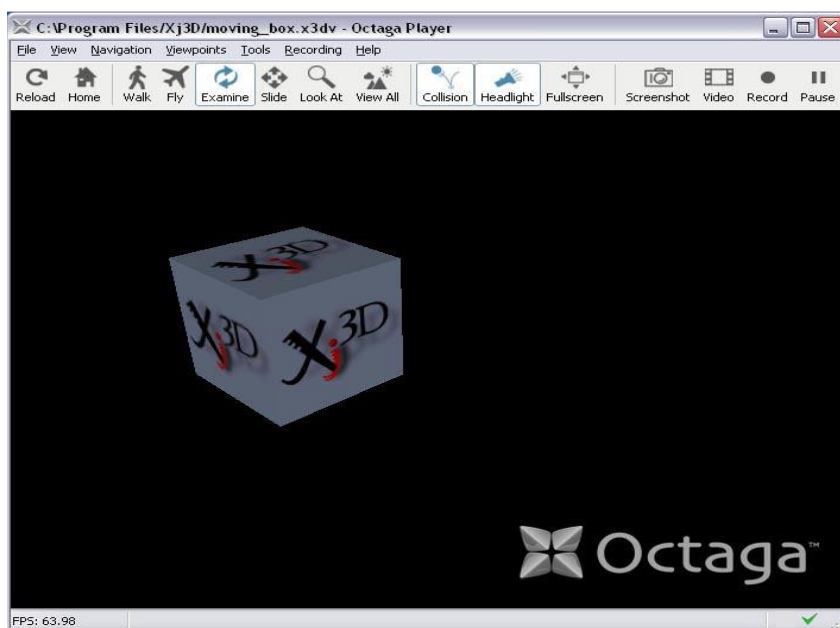 C:\Program Files/Xj3D/moving_box.x3dv - Octaga Player
File View Navigation Viewpoints Tools Recording Help
Reload Home Walk Fly Examine Slide Look At View All Collision Headlight Fullscreen Screenshot Video Record Pause
Xj3D
Xj3D
Xj3D
Octaga™
FPS: 63.98